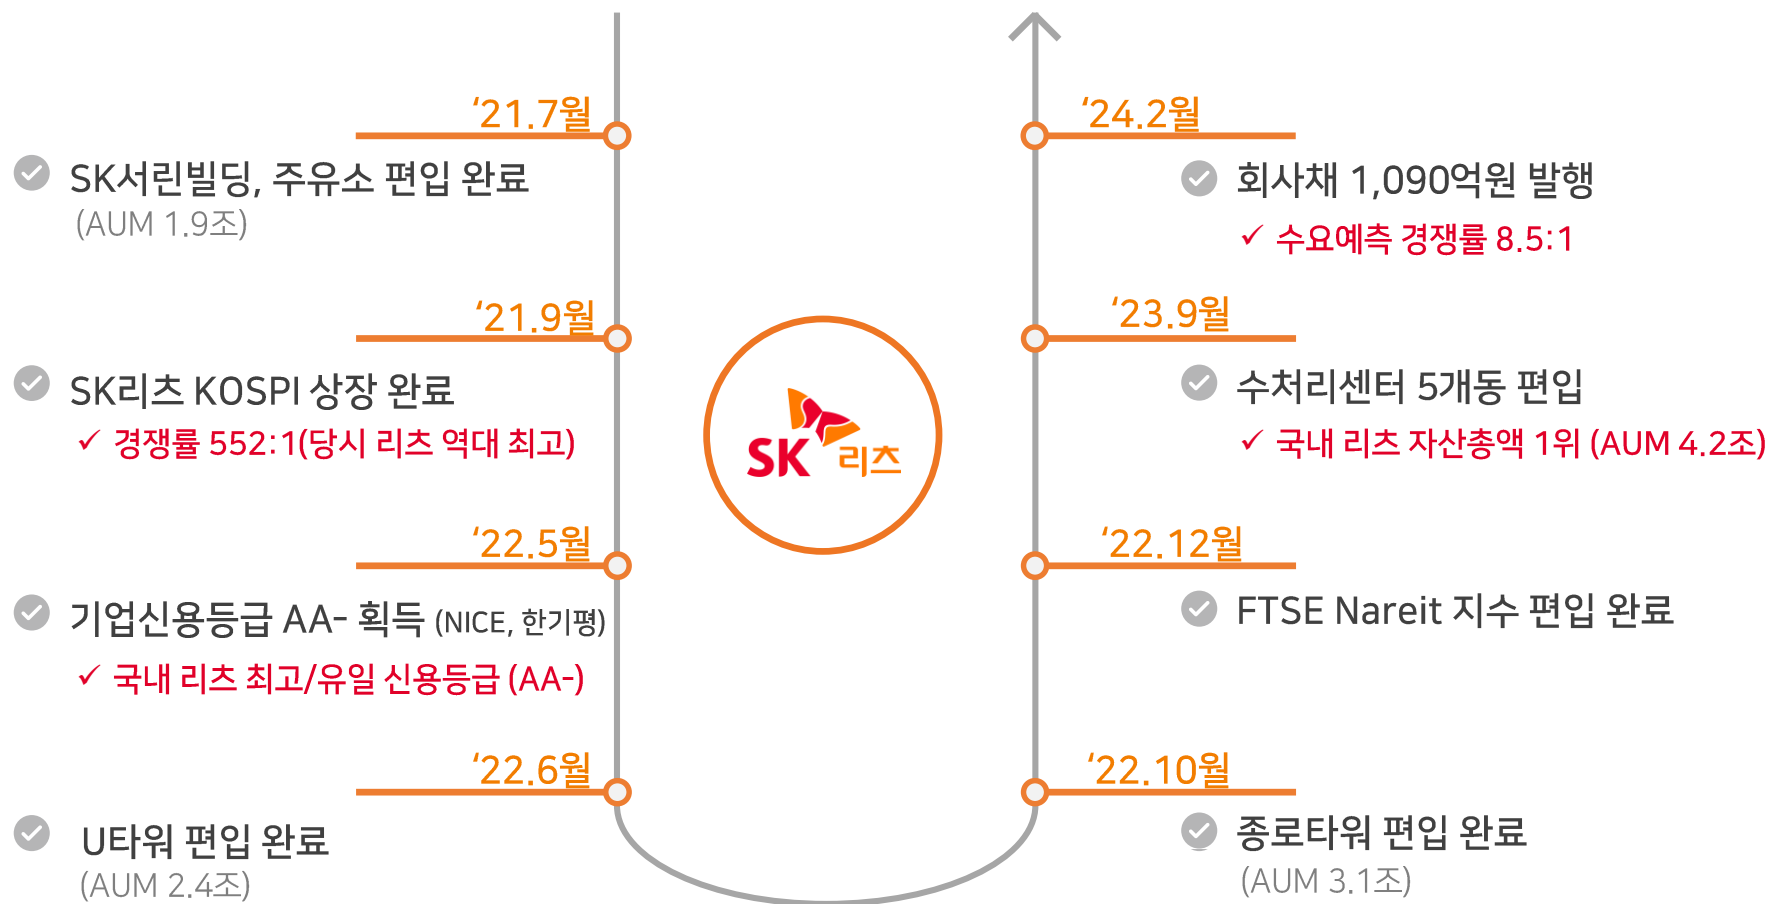 ‘21.7월
SK서린빌딩, 주유소 편입 완료
(AUM 1.9조)
‘21.9월
SK리츠 KOSPI 상장 완료
✓ 경쟁률 552:1(당시 리츠 역대 최고)
‘22.5월
기업신용등급 AA- 획득 (NICE, 한기평)
✓ 국내 리츠 최고/유일 신용등급 (AA-)
‘22.6월
U타워 편입 완료
(AUM 2.4조)
SK 리츠
‘22.10월
종로타워 편입 완료
(AUM 3.1조)
‘22.12월
FTSE Nareit 지수 편입 완료
‘23.9월
수처리센터 5개동 편입
✓ 국내 리츠 자산총액 1위 (AUM 4.2조)
‘24.2월
회사채 1,090억원 발행
✓ 수요예측 경쟁률 8.5:1